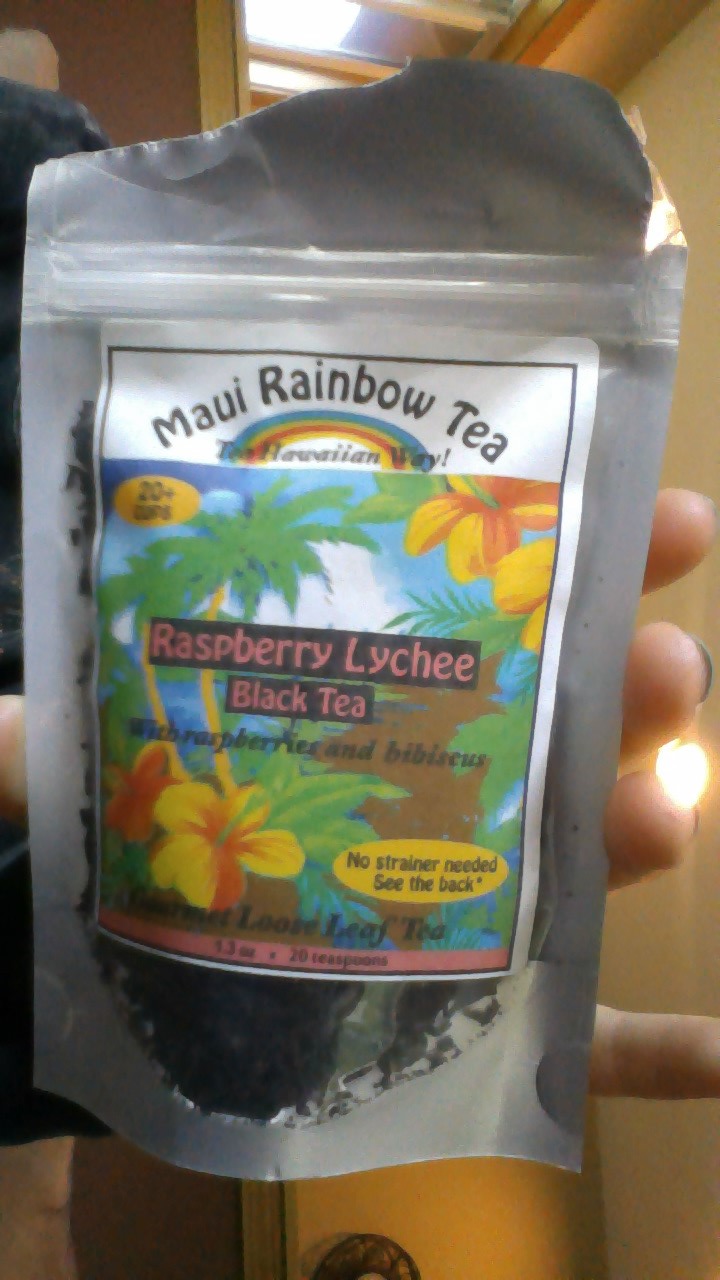 Maui Rainbow Tea
Tea Hawaiian Way!
20+
CUPS
Raspberry Lychee
Black Tea
With raspberries and hibiscus
No strainer needed
See the back*
Gourmet Loose Leaf Tea
1.3 oz • 20 teaspoons